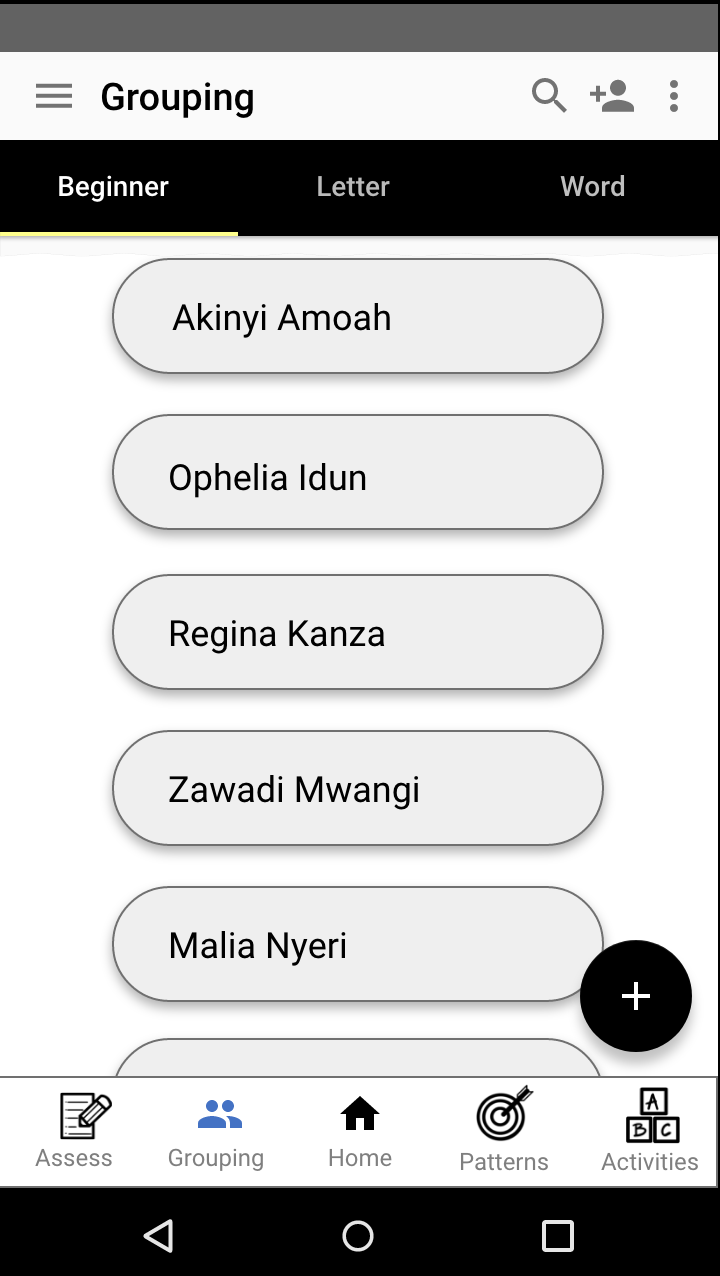 Grouping
Beginner Letter Word
Akinyi Amoah
Ophelia Idun
Regina Kanza
Zawadi Mwangi
Malia Nyeri
+
A
B C
Assess Grouping Home Patterns Activities